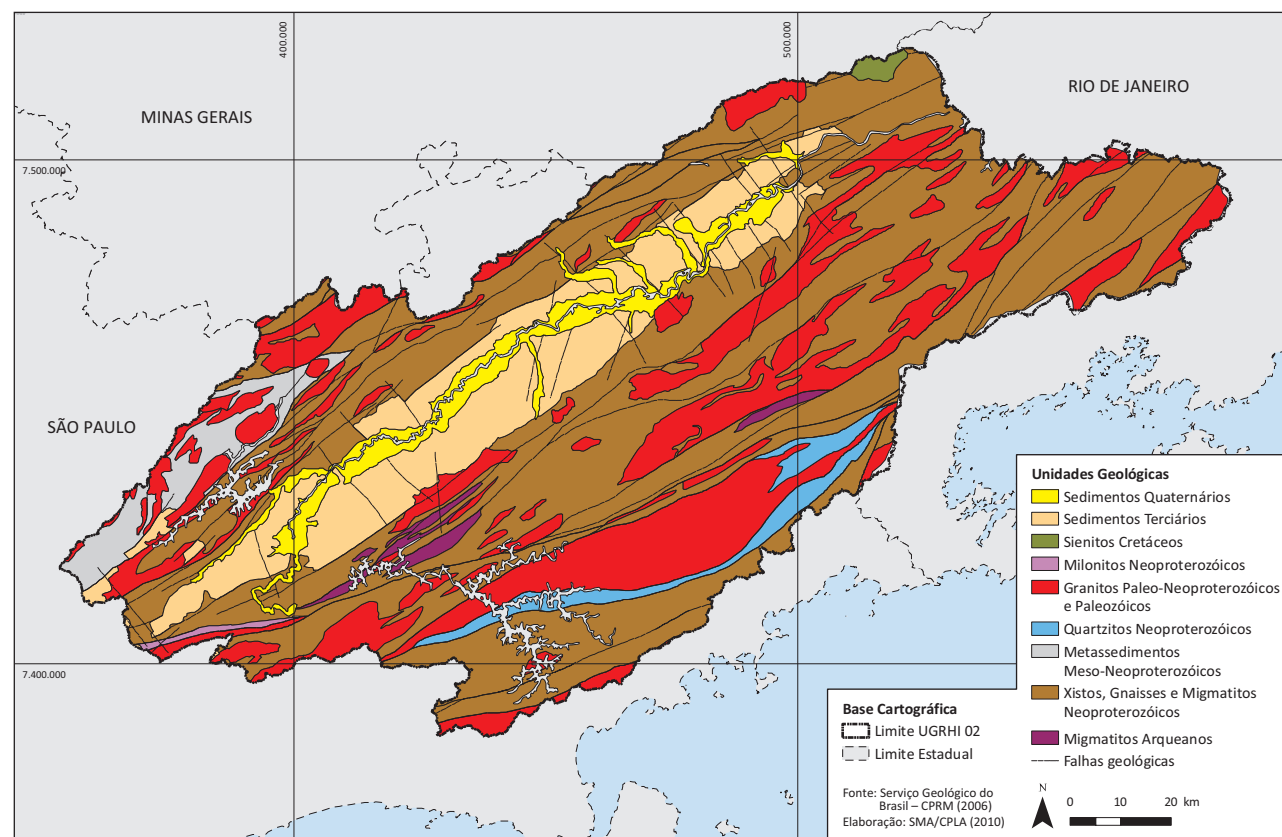 400.000
500.000
MINAS GERAIS
RIO DE JANEIRO
7.500.000
SÃO PAULO
7.400.000
Unidades Geológicas
Sedimentos Quaternários
Sedimentos Terciários
Sienitos Cretáceos
Milonitos Neoproterozóicos
Granitos Paleo-Neoproterozóicos
e Paleozóicos
Quartzitos Neoproterozóicos
Metassedimentos
Meso-Neoproterozóicos
Xistos, Gnaisses e Migmatitos
Neoproterozóicos
Migmatitos Arqueanos
Falhas geológicas
Base Cartográfica
Limite UGRHI 02
Limite Estadual
Fonte: Serviço Geológico do
Brasil – CPRM (2006)
Elaboração: SMA/CPLA (2010)
N
0 10 20 km